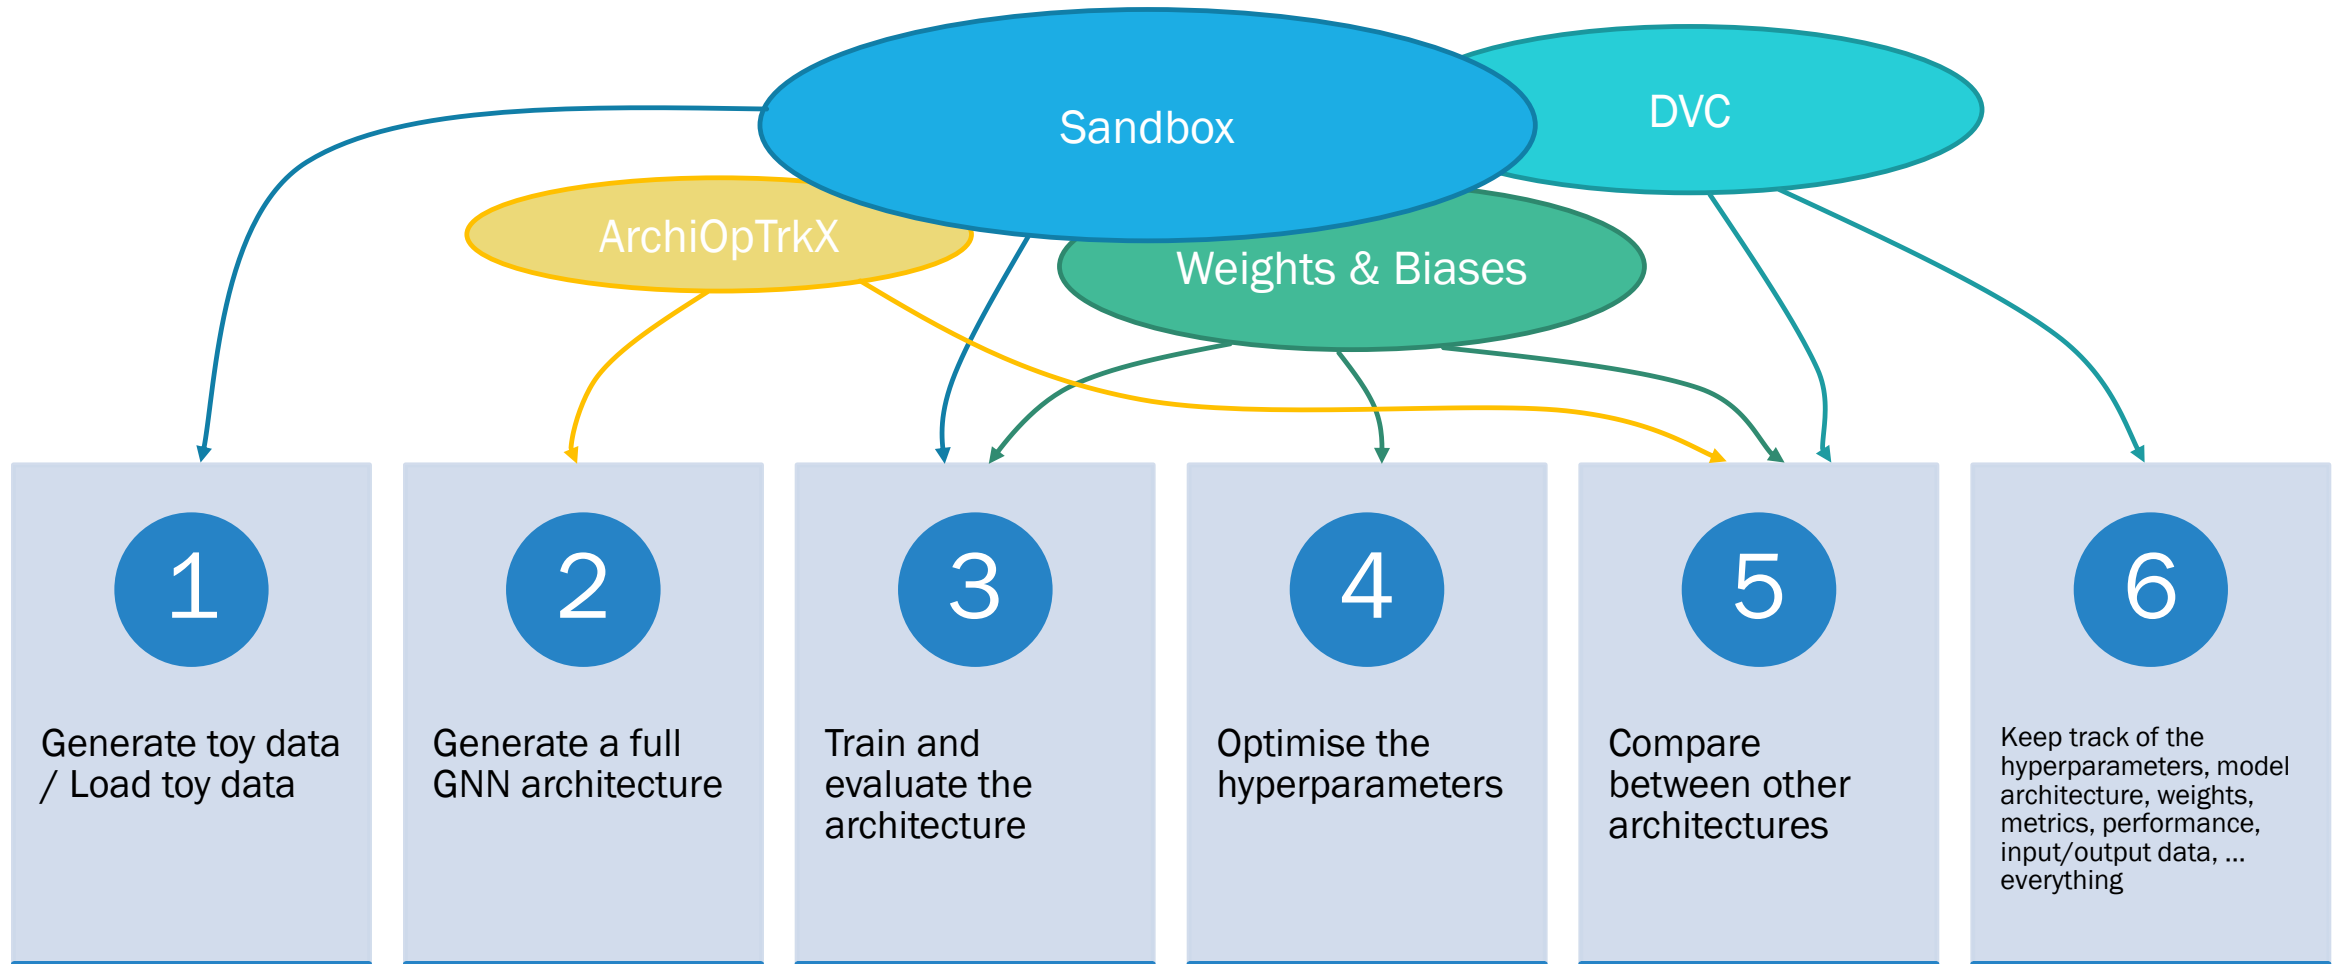 Sandbox
DVC
ArchiOpTrkX
Weights & Biases
1
Generate toy data
/ Load toy data
2
Generate a full
GNN architecture
3
Train and
evaluate the
architecture
4
Optimise the
hyperparameters
5
Compare
between other
architectures
6
Keep track of the
hyperparameters, model
architecture, weights,
metrics, performance,
input/output data, ...
everything